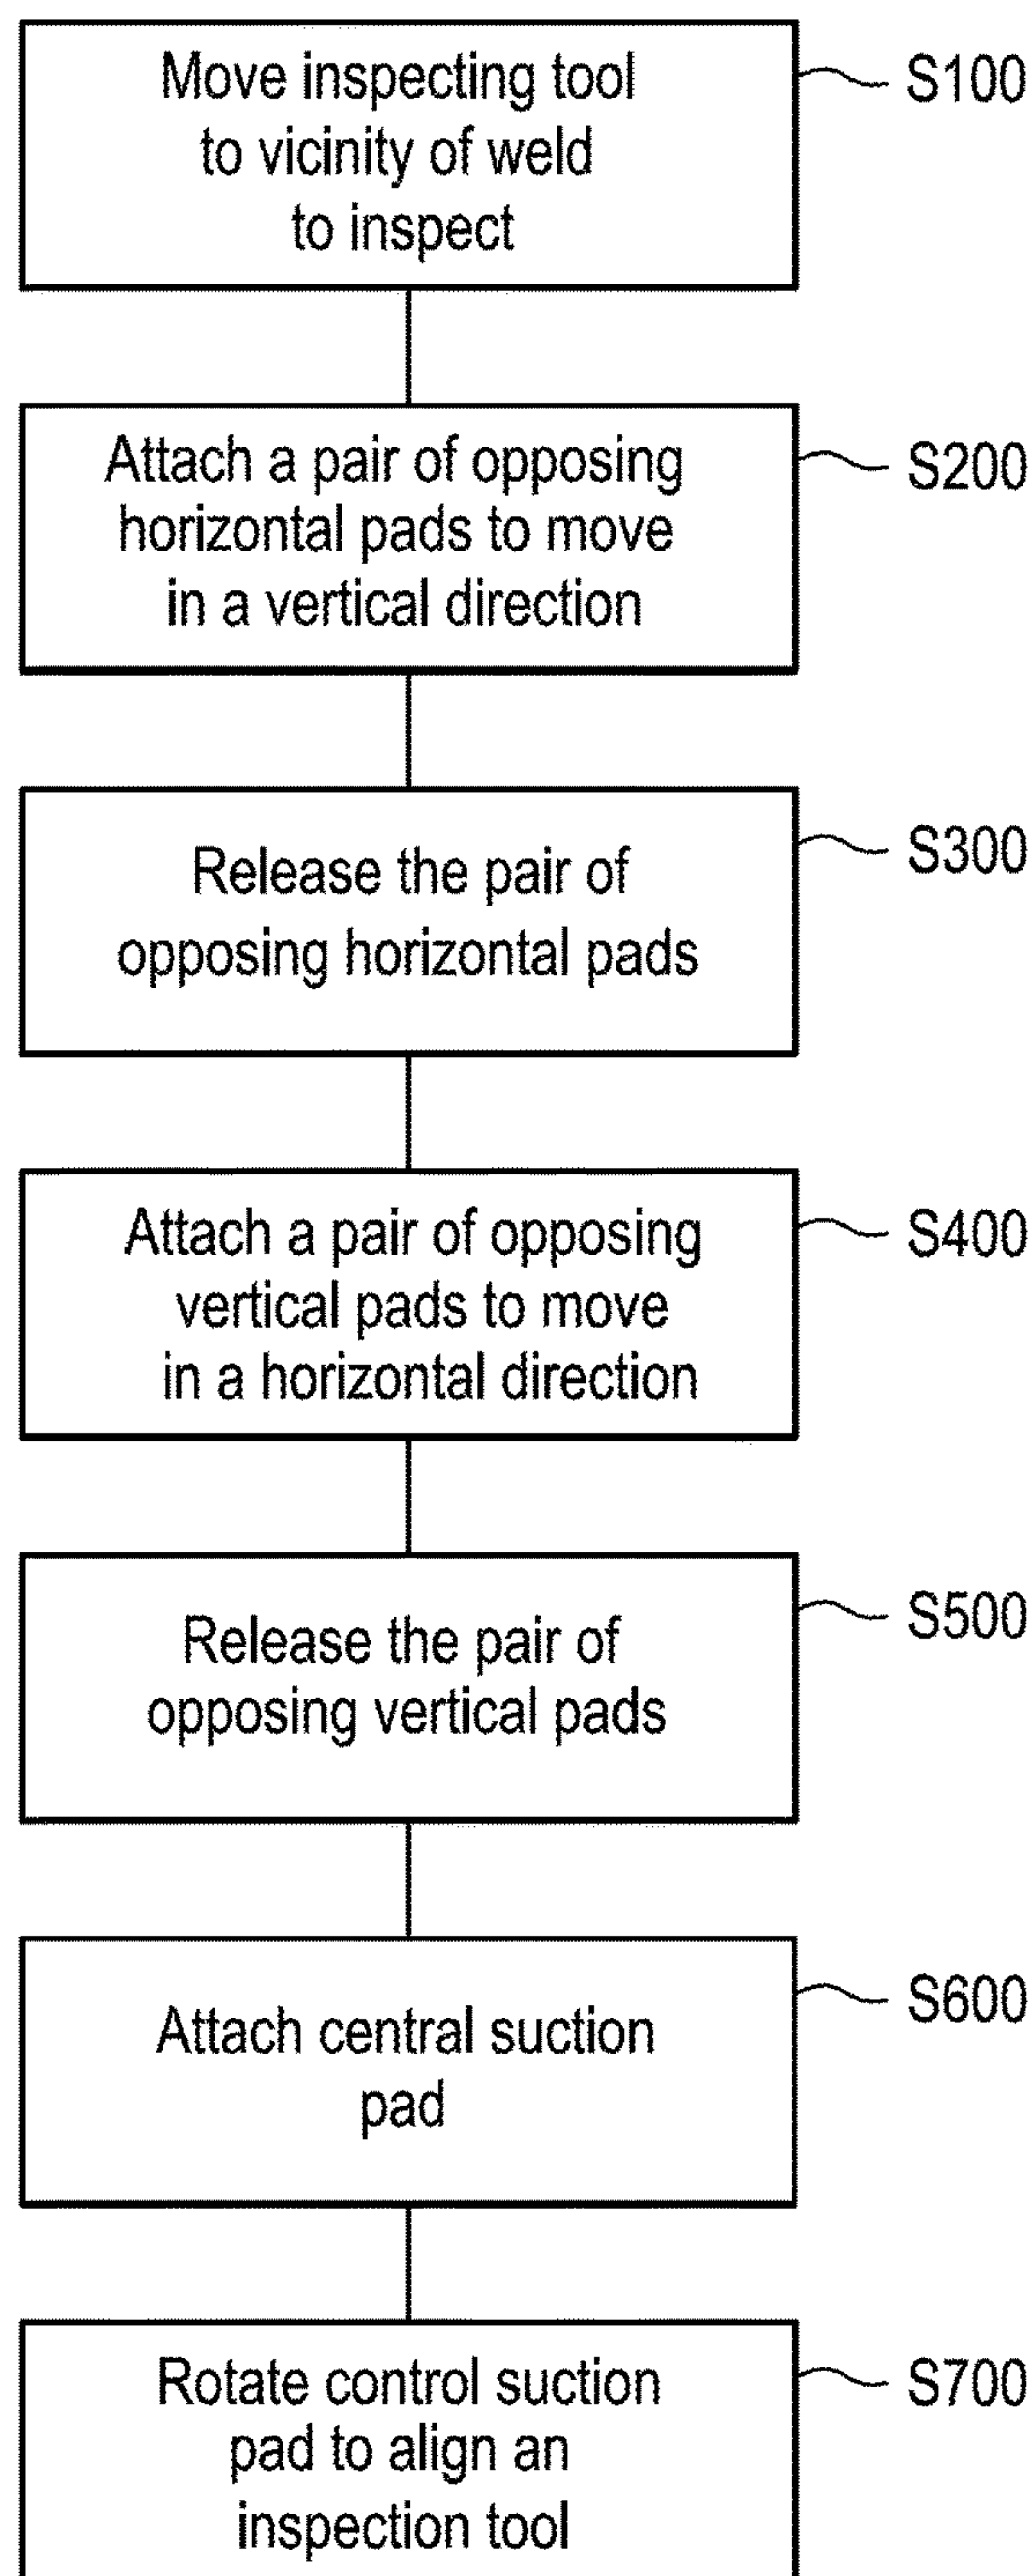 Move inspecting tool
to vicinity of weld
to inspect
S100
Attach a pair of opposing
horizontal pads to move
in a vertical direction
S200
Release the pair of
opposing horizontal pads
S300
Attach a pair of opposing
vertical pads to move
in a horizontal direction
S400
Release the pair of
opposing vertical pads
S500
Attach central suction
pad
S600
Rotate control suction
pad to align an
inspection tool
S700